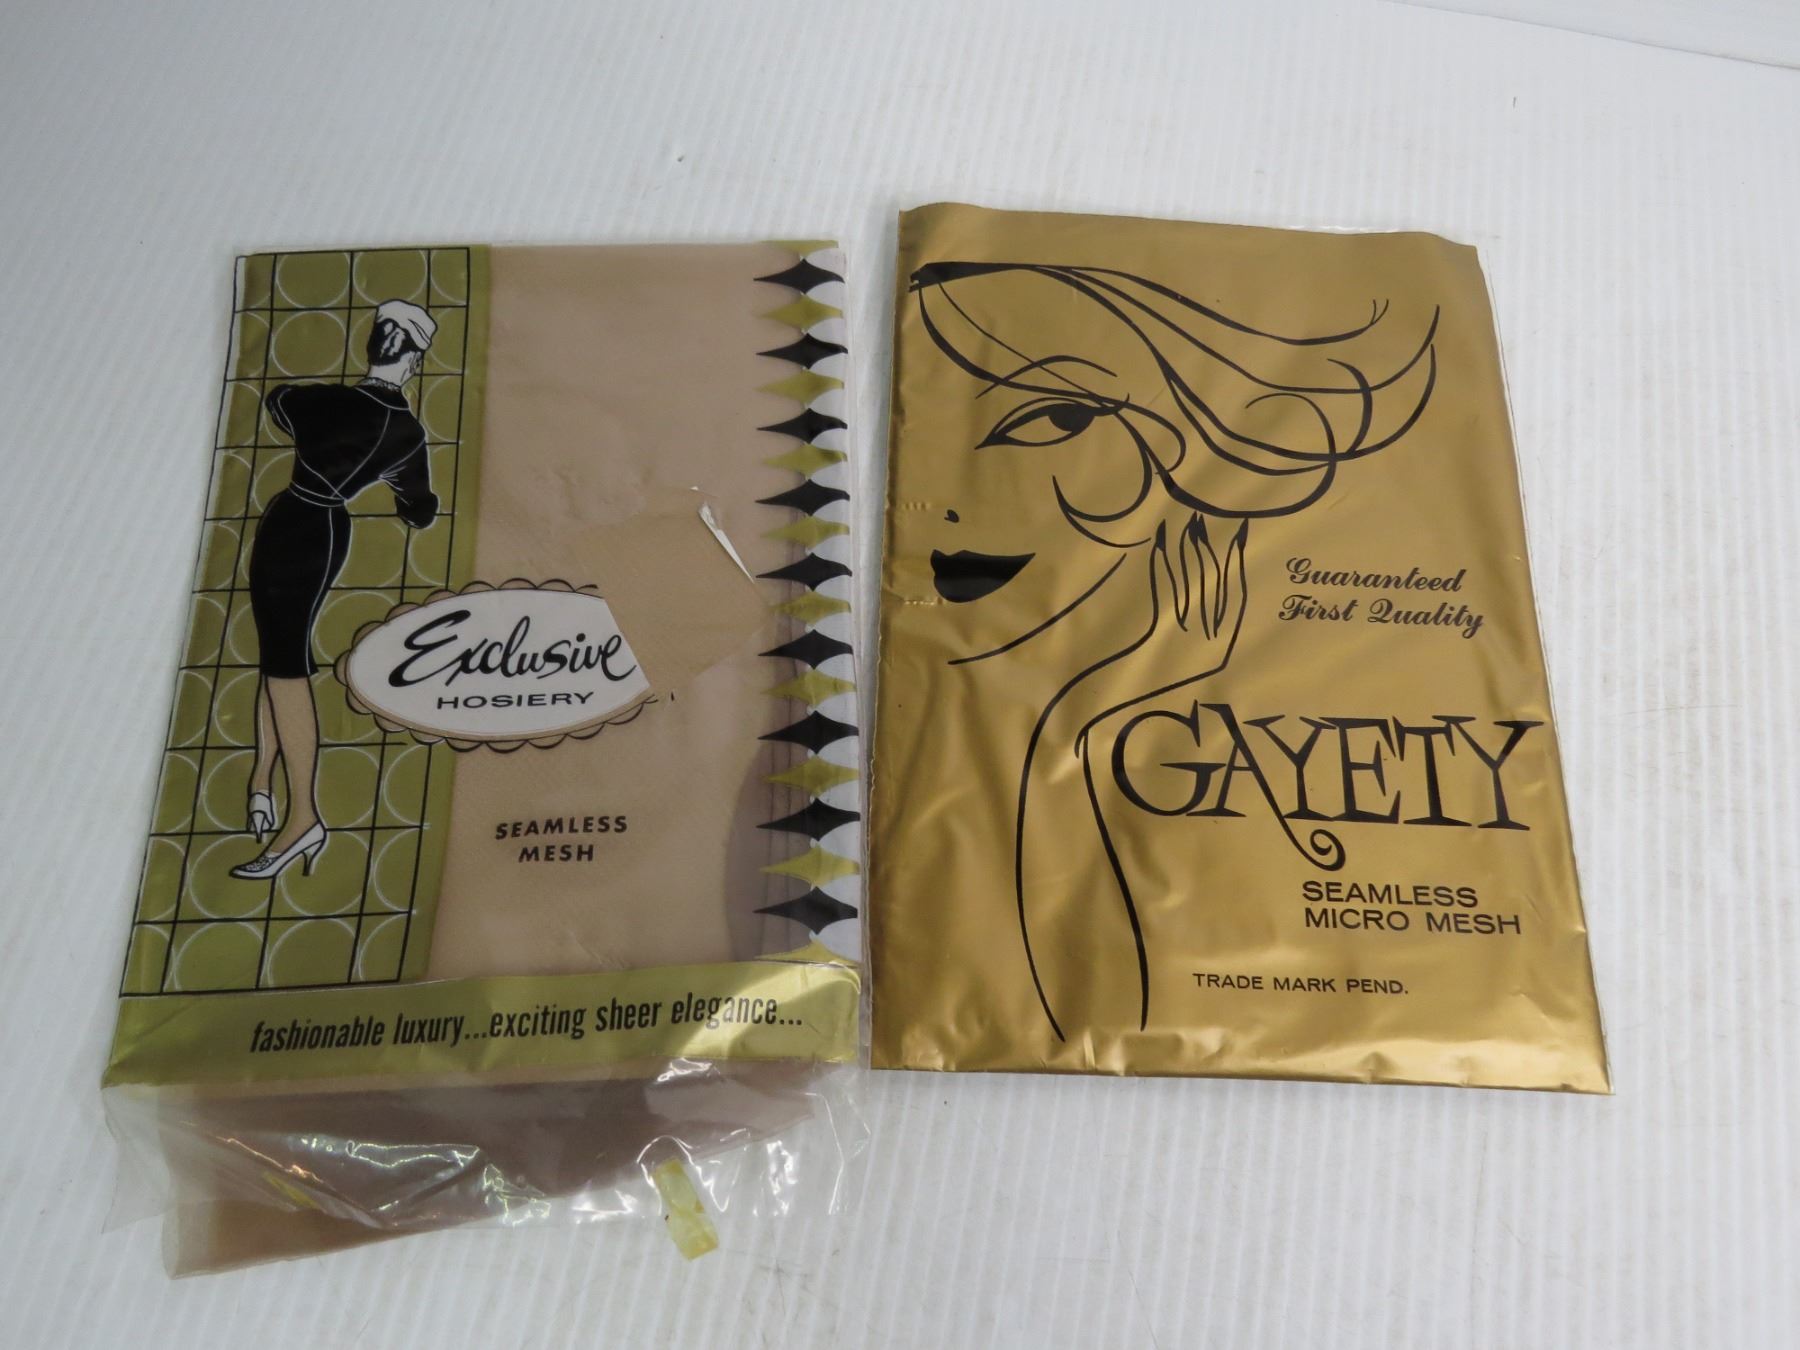 Exclusive
HOSIERY
SEAMLESS
MESH
fashionable luxury...exciting sheer elegance...
Guaranteed
First Quality
GAYETY
SEAMLESS
MICRO MESH
TRADE MARK PEND.